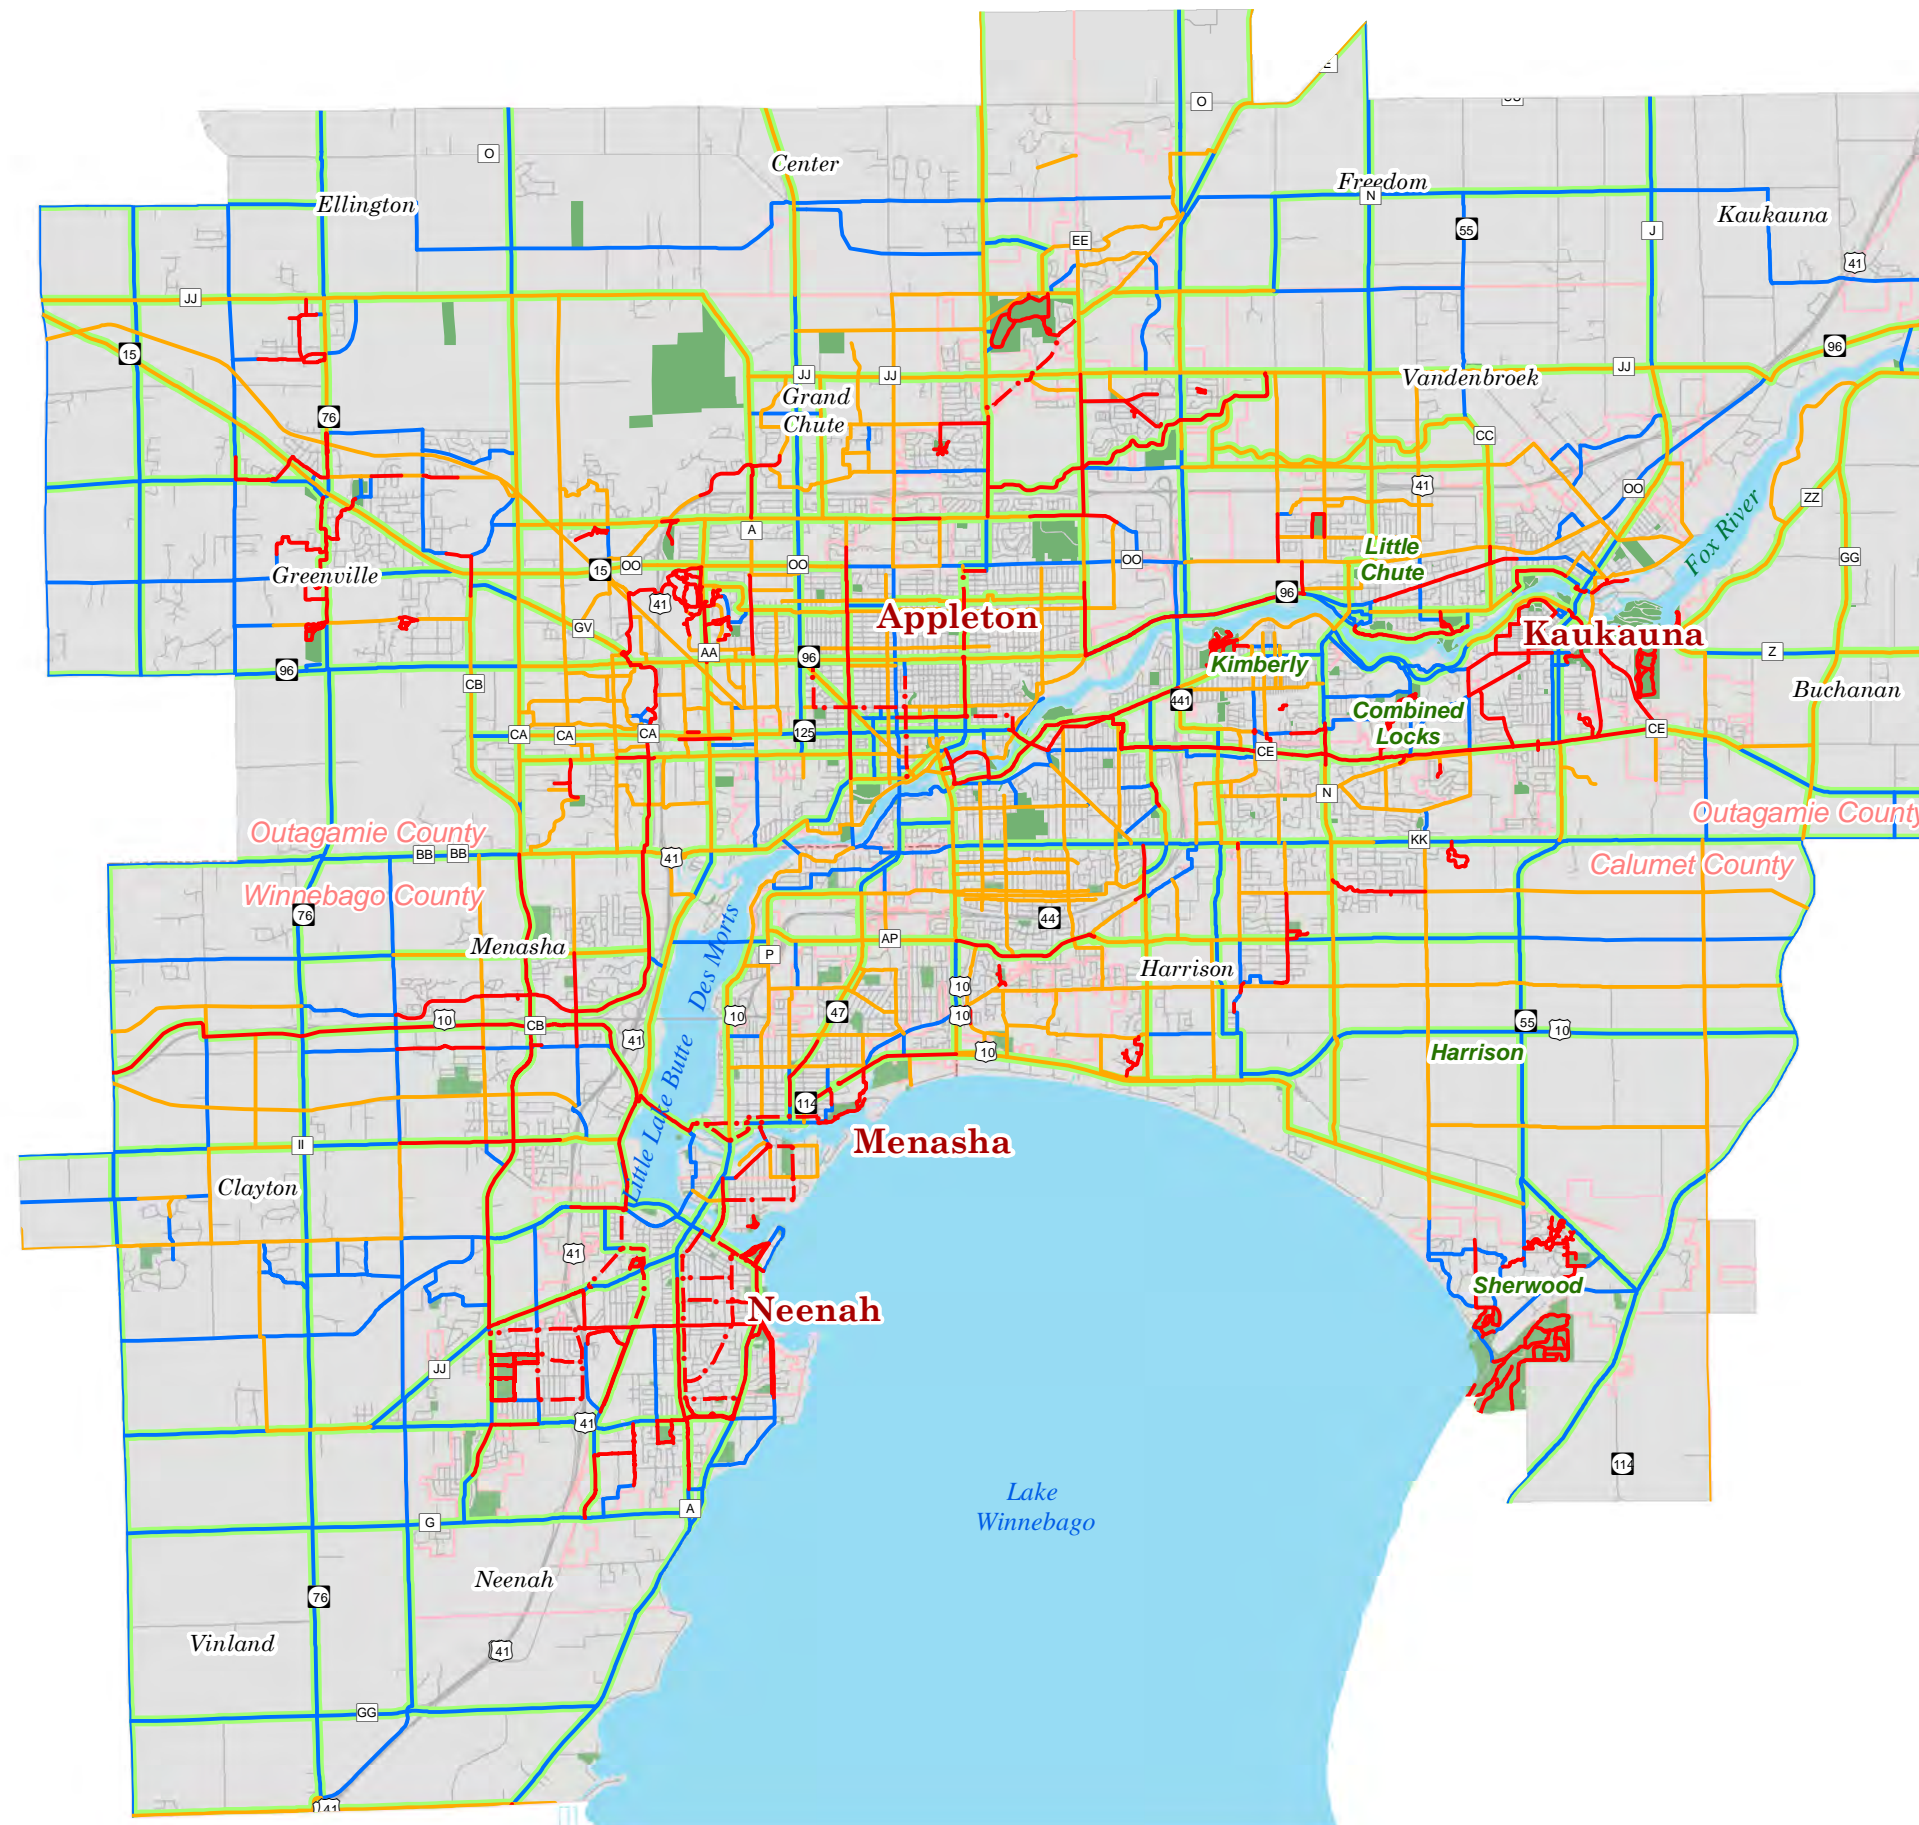 O
O
Center
Freedom
N
Ellington
Kaukauna
55
J
EE
41
JJ
15
96
JJ
JJ
JJ
Vandenbroek
Grand
Chute
76
CC
41
OO
ZZ
A
Fox River
Little
Chute
OO
GG
15
OO
OO
Greenville
96
41
Appleton
GV
Kaukauna
AA
96
Kimberly
Z
96
CB
441
Buchanan
Combined
Locks
CA
CA
CA
125
CE
CE
N
Outagamie County
Outagamie County
KK
BB
BB
41
Calumet County
Winnebago County
76
441
Menasha
AP
P
Harrison
Little Lake Butte Des Morts
10
10
10
47
10
CB
55
10
41
10
Harrison
114
II
Menasha
Clayton
41
Sherwood
Neenah
JJ
41
114
Lake
Winnebago
A
G
Neenah
76
Vinland
41
GG
41